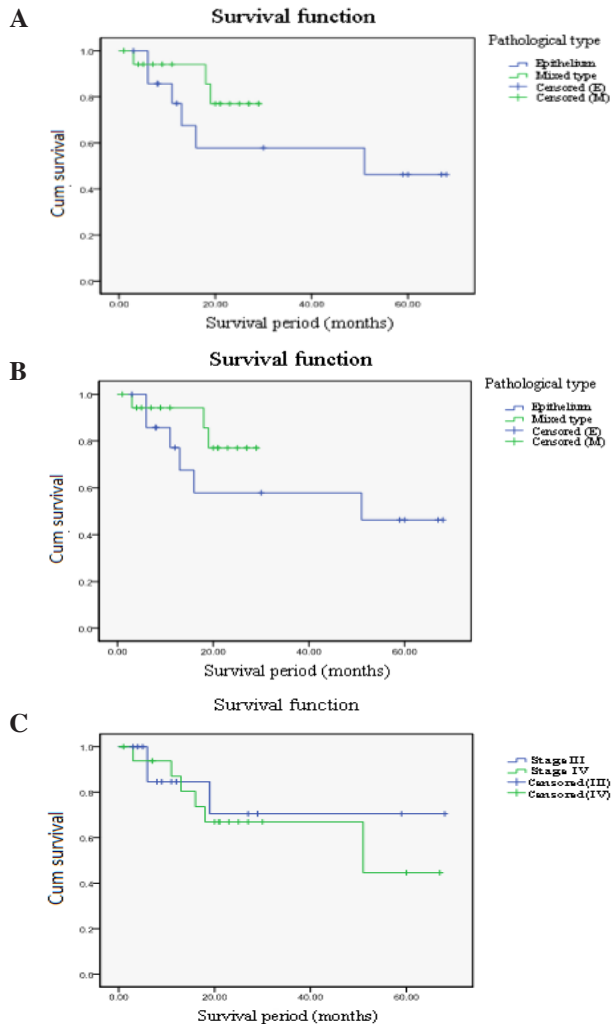 A
Survival function
Pathological type
Epithelium
Mixed type
Censored (E)
Censored (M)
Cum survival
1.0
0.8
0.6
0.4
0.2
0.0
0.00 20.00 40.00 60.00
Survival period (months)
B
Survival function
Pathological type
Epithelium
Mixed type
Censored (E)
Censored (M)
Cum survival
1.0
0.8
0.6
0.4
0.2
0.0
0.00 20.00 40.00 60.00
Survival period (months)
C
Survival function
Stage III
Stage IV
Censored(III)
Censored(IV)
Cum survival
1.0
0.8
0.6
0.4
0.2
0.0
0.00 20.00 40.00 60.00
Survival period (months)